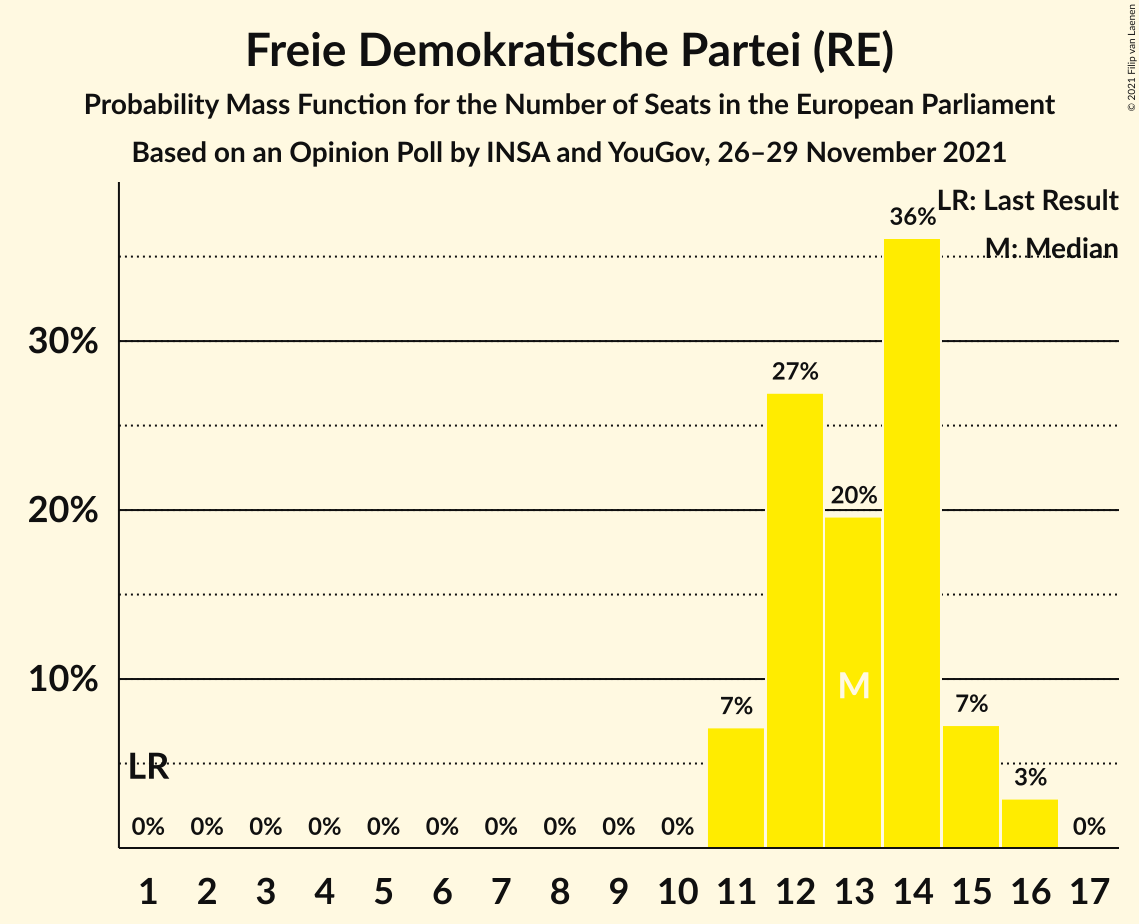 Freie Demokratische Partei (RE)
Probability Mass Function for the Number of Seats in the European Parliament
Based on an Opinion Poll by INSA and YouGov, 26–29 November 2021
© 2021 Filip van Laenen
LR: Last Result
M: Median
36%
30%
27%
20%
20%
10%
M
7%
7%
LR
3%
0% 0% 0% 0% 0% 0% 0% 0% 0% 0% 0%
1 2 3 4 5 6 7 8 9 10 11 12 13 14 15 16 17